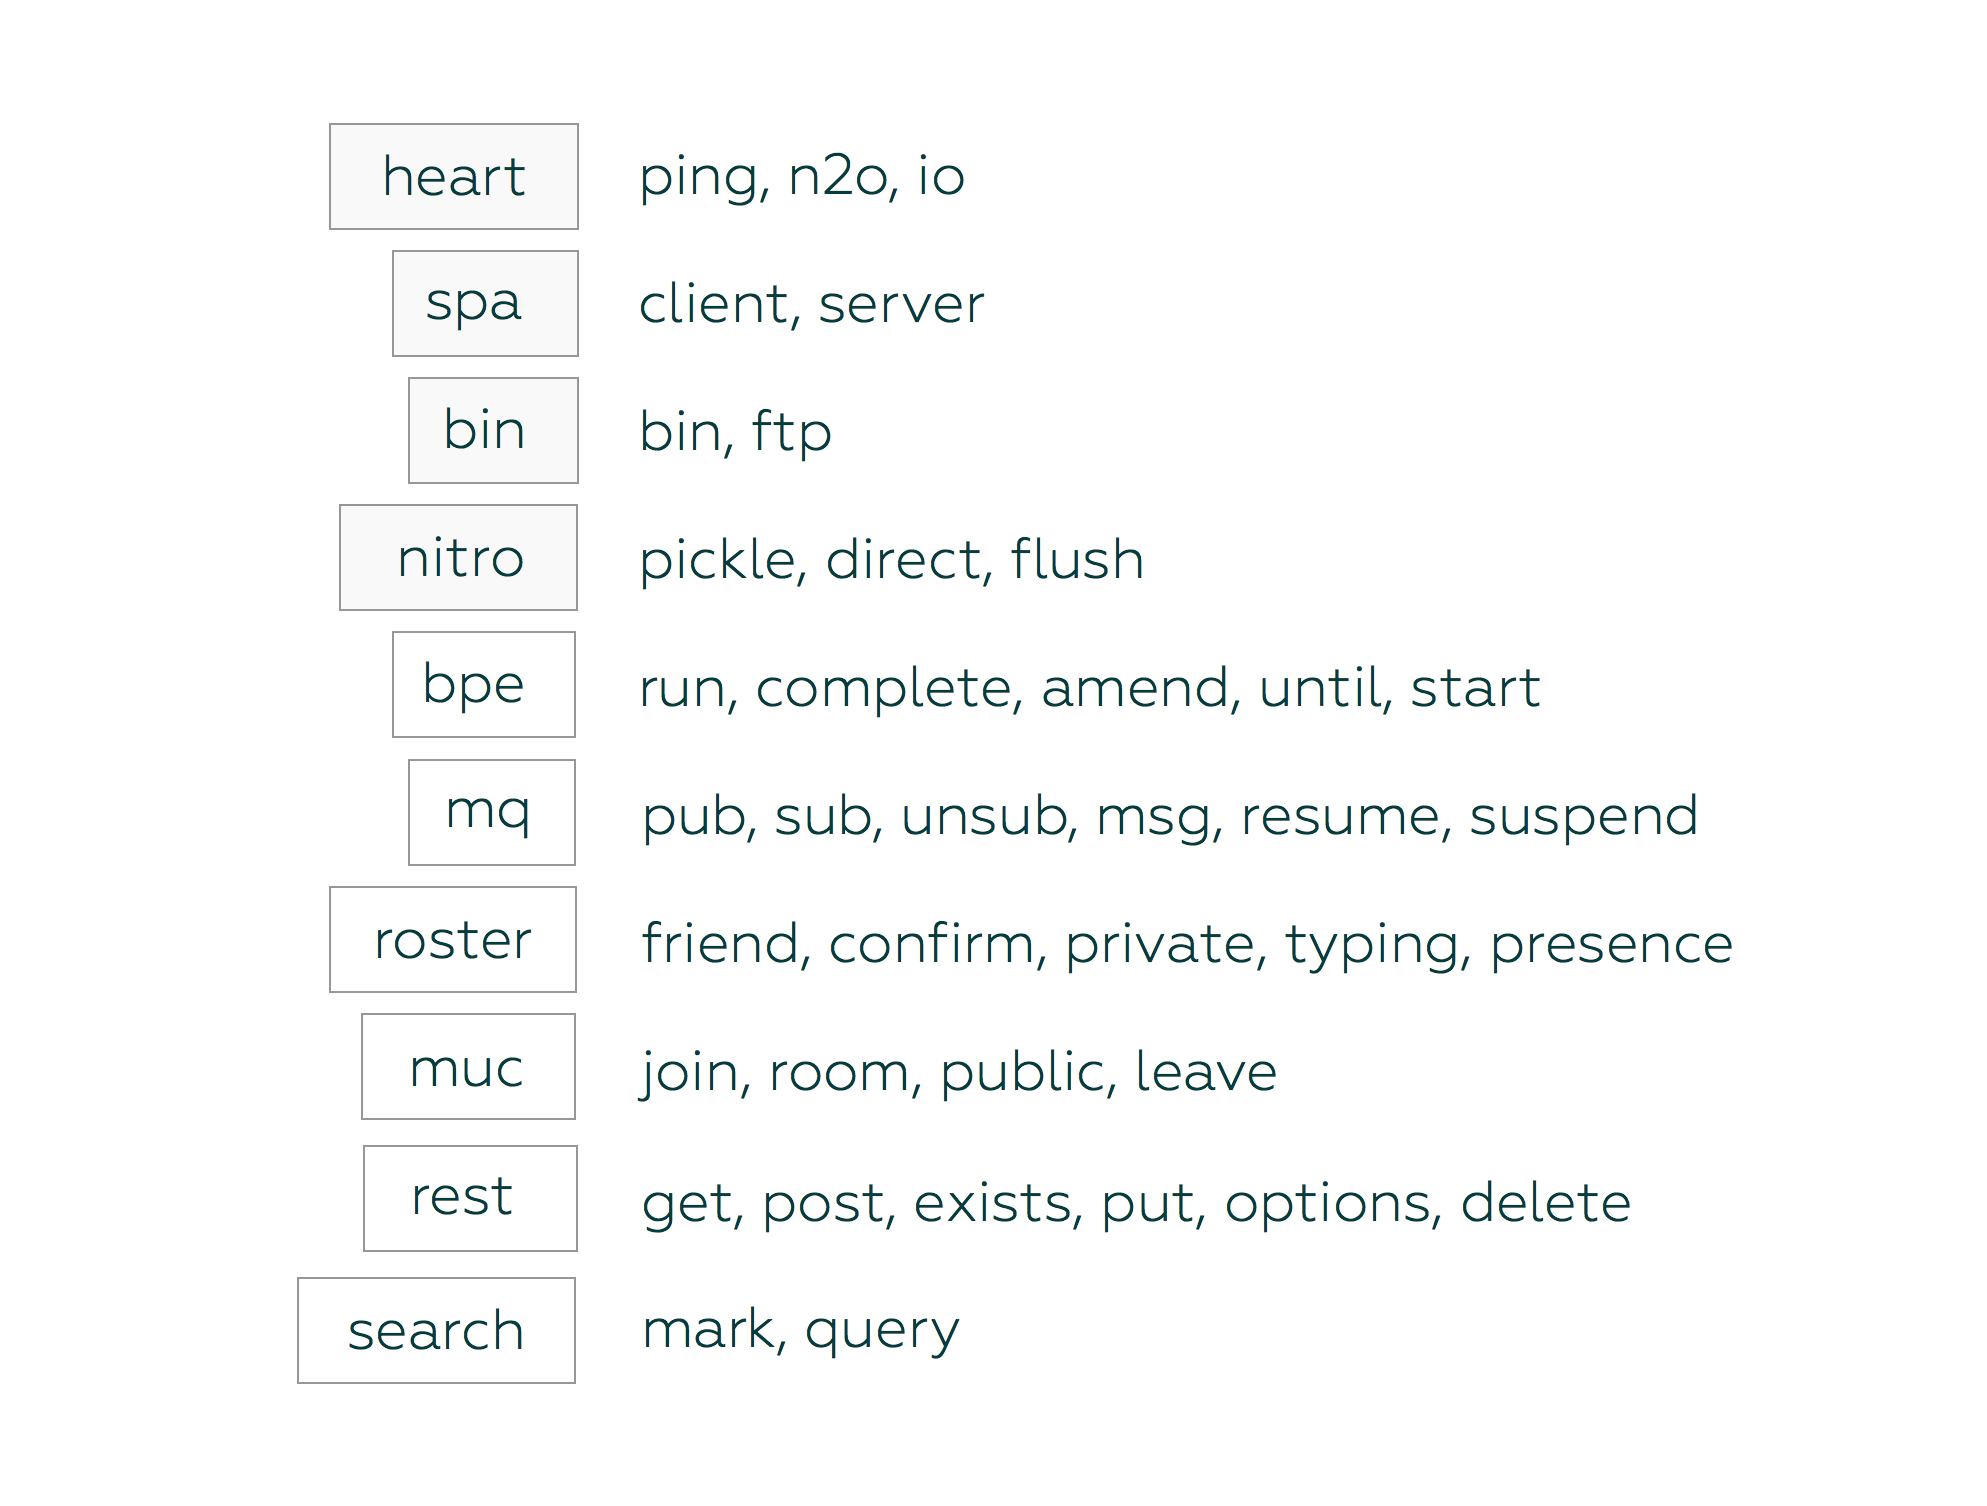 heart ping, n2o, io
spa client, server
bin bin, ftp
nitro pickle, direct, flush
bpe run, complete, amend, until, start
mq pub, sub, unsub, msg, resume, suspend
roster friend, confirm, private, typing, presence
muc join, room, public, leave
rest get, post, exists, put, options, delete
search mark, query